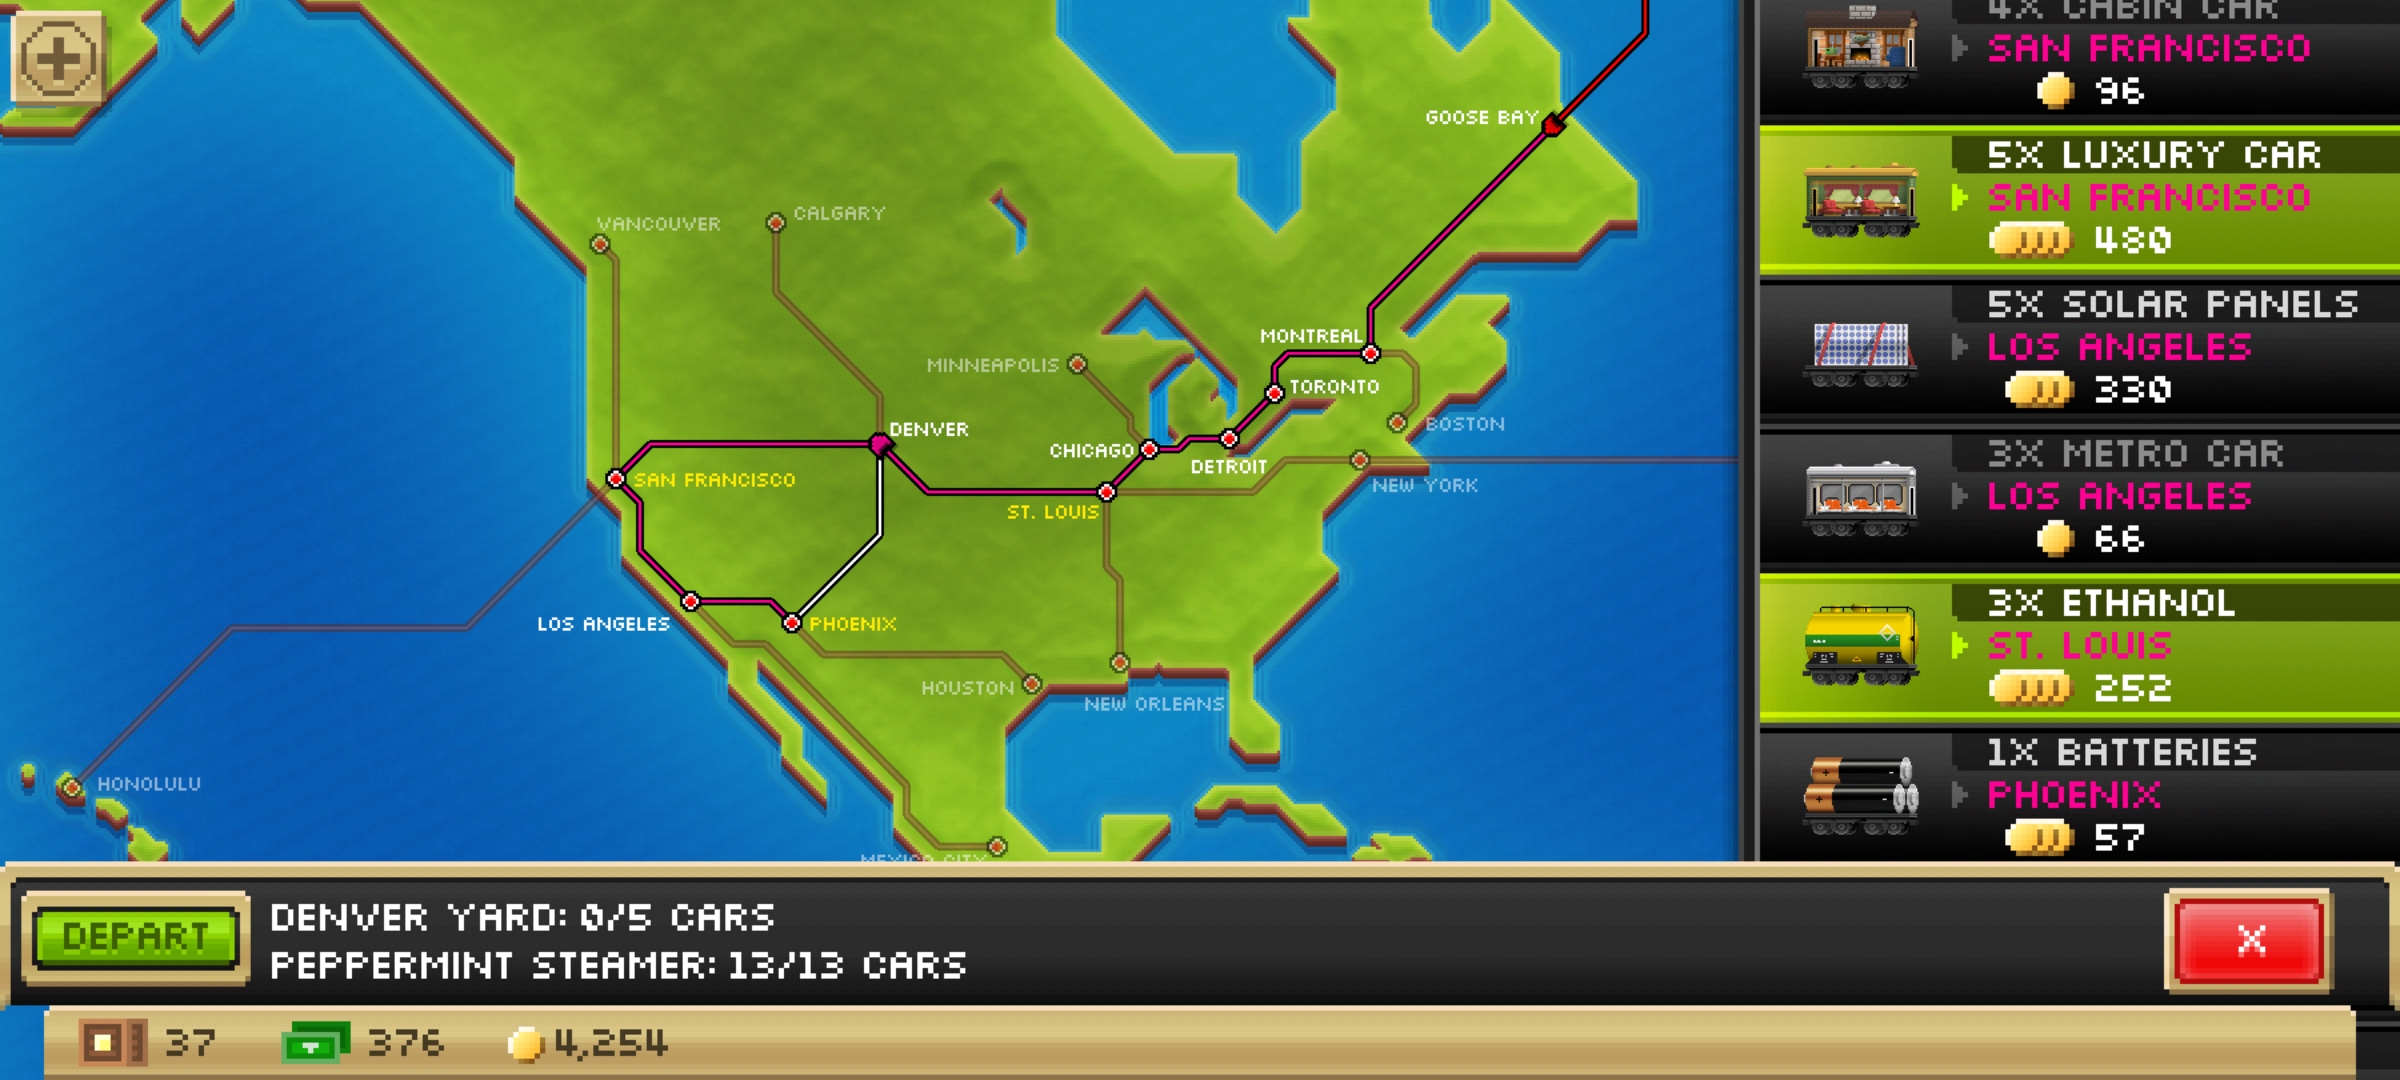 GOOSE BAY
VANCOUVER
CALGARY
MONTREAL
MINNEAPOLIS
TORONTO
BOSTON
DENVER
CHICAGO
DETROIT
SAN FRANCISCO
NEW YORK
ST. LOUIS
LOS ANGELES
PHOENIX
HOUSTON
NEW ORLEANS
HONOLULU
MEXICO CITY
4X CABIN CAR
SAN FRANCISCO
96
5X LUXURY CAR
SAN FRANCISCO
480
5X SOLAR PANELS
LOS ANGELES
330
3X METRO CAR
LOS ANGELES
66
3X ETHANOL
ST. LOUIS
252
1X BATTERIES
PHOENIX
57
DEPART
DENVER YARD: 0/5 CARS
PEPPERMINT STEAMER: 13/13 CARS
X
37
376
4,254